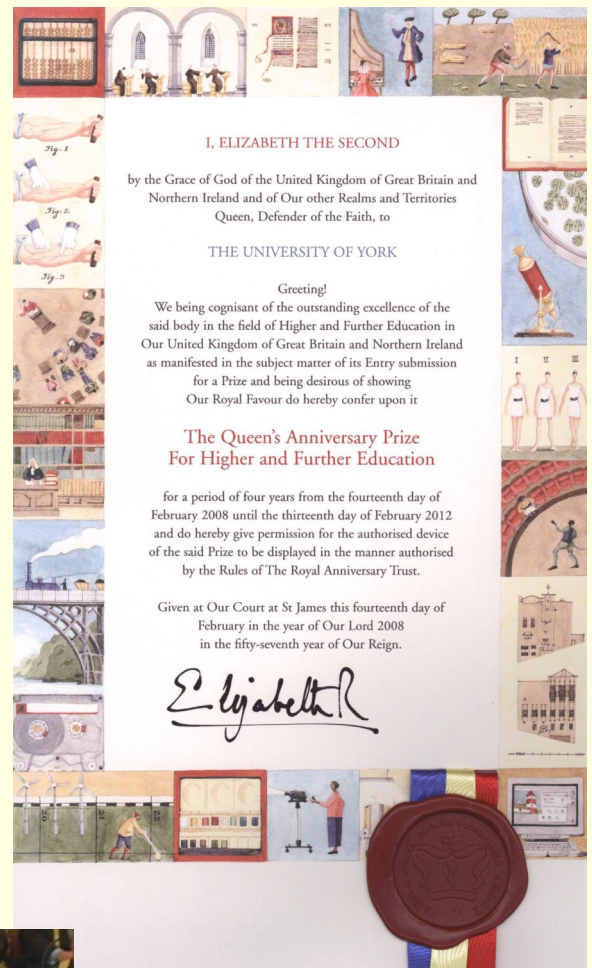 I, ELIZABETH THE SECOND
by the Grace of God of the United Kingdom of Great Britain and
Northern Ireland and of Our other Realms and Territories
Queen, Defender of the Faith, to
THE UNIVERSITY OF YORK
Greeting!
We being cognisant of the outstanding excellence of the
said body in the field of Higher and Further Education in
Our United Kingdom of Great Britain and Northern Ireland
as manifested in the subject matter of its Entry submission
for a Prize and being desirous of showing
Our Royal Favour do hereby confer upon it
The Queen's Anniversary Prize
For Higher and Further Education
for a period of four years from the fourteenth day of
February 2008 until the thirteenth day of February 2012
and do hereby give permission for the authorised device
of the said Prize to be displayed in the manner authorised
by the Rules of The Royal Anniversary Trust.
Given at Our Court at St James this fourteenth day of
February in the year of Our Lord 2008
in the fifty-seventh year of Our Reign.
Elizabeth R
Fig. 1
Fig. 2
Fig. 3
I II III
20
21
22